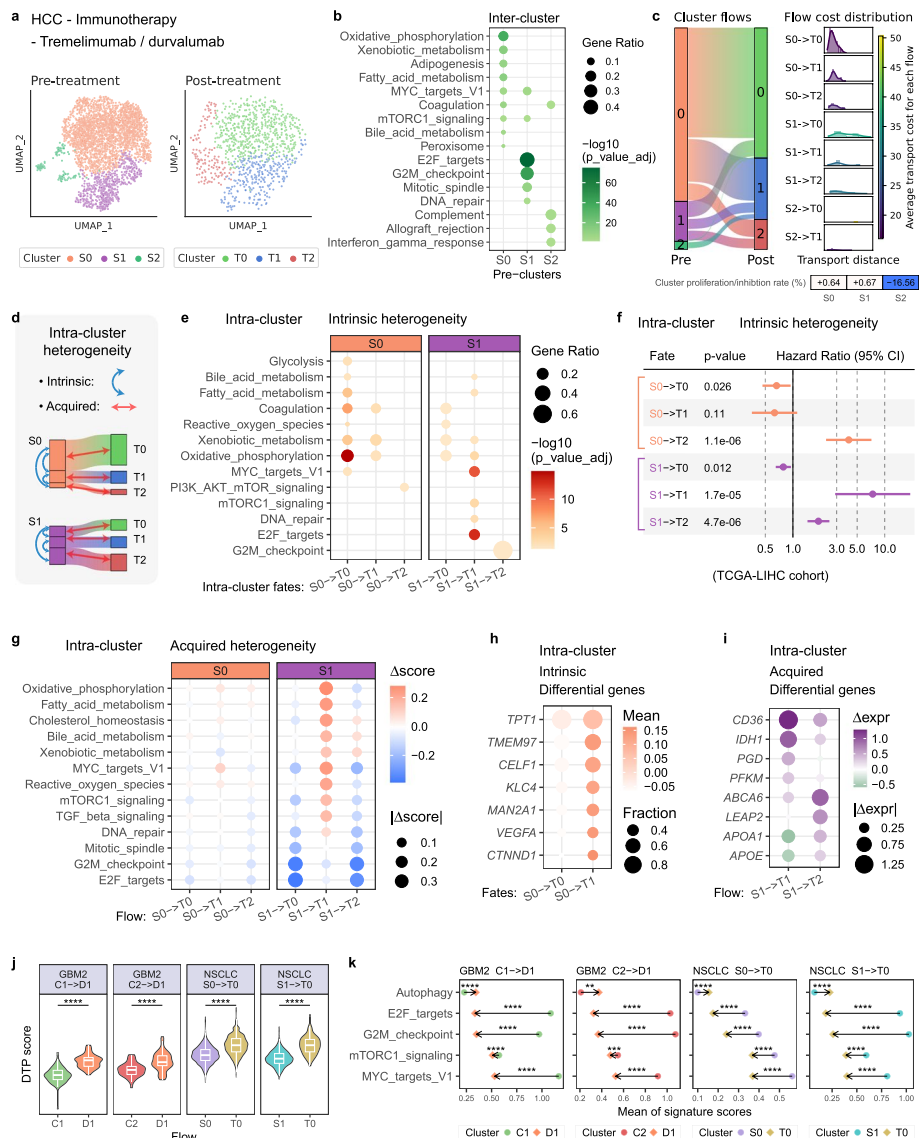 a
HCC - Immunotherapy
- Tremelimumab / durvalumab
Pre-treatment
Post-treatment
UMAP_2
UMAP_1
UMAP_2
UMAP_1
Cluster S0 S1 S2
Cluster T0 T1 T2
b
Inter-cluster
Oxidative_phosphorylation
Xenobiotic_metabolism
Adipogenesis
Fatty_acid_metabolism
MYC_targets_V1
Coagulation
mTORC1_signaling
Bile_acid_metabolism
Peroxisome
E2F_targets
G2M_checkpoint
Mitotic_spindle
DNA_repair
Complement
Allograft_rejection
Interferon_gamma_response
S0 S1 S2
Pre-clusters
Gene Ratio
0.1
0.2
0.3
0.4
−log10
(p_value_adj)
80
60
40
20
c
Cluster flows
0
1
2
0
1
2
Pre Post
Flow cost distribution
S0->T0
S0->T1
S0->T2
S1->T0
S1->T1
S1->T2
S2->T0
S2->T1
Transport distance
50
45
40
35
30
25
20
Average transport cost for each flow
Cluster proliferation/inhibtion rate (%)
+0.64 +0.67 −16.56
S0 S1 S2
d
Intra-cluster
heterogeneity
• Intrinsic:
• Acquired:
S0
T0
T1
T2
S1
T0
T1
T2
e
Intra-cluster Intrinsic heterogeneity
S0 S1
Glycolysis
Bile_acid_metabolism
Fatty_acid_metabolism
Coagulation
Reactive_oxygen_species
Xenobiotic_metabolism
Oxidative_phosphorylation
MYC_targets_V1
PI3K_AKT_mTOR_signaling
mTORC1_signaling
DNA_repair
E2F_targets
G2M_checkpoint
Intra-cluster fates: S0−>T0 S0−>T1 S0−>T2 S1−>T0 S1−>T1 S1−>T2
Gene Ratio
0.2
0.4
0.6
−log10
(p_value_adj)
10
5
f
Intra-cluster Intrinsic heterogeneity
Fate p-value Hazard Ratio (95% CI)
S0->T0 0.026
S0->T1 0.11
S0->T2 1.1e-06
S1->T0 0.012
S1->T1 1.7e-05
S1->T2 4.7e-06
0.5 1.0 3.0 5.0 10.0
(TCGA-LIHC cohort)
g
Intra-cluster Acquired heterogeneity
S0 S1
Oxidative_phosphorylation
Fatty_acid_metabolism
Cholesterol_homeostasis
Bile_acid_metabolism
Xenobiotic_metabolism
MYC_targets_V1
Reactive_oxygen_species
mTORC1_signaling
TGF_beta_signaling
DNA_repair
Mitotic_spindle
G2M_checkpoint
E2F_targets
Flow: S0−>T0 S0−>T1 S0−>T2 S1−>T0 S1−>T1 S1−>T2
Δscore
0.2
0.0
−0.2
|Δscore|
0.1
0.2
0.3
h
Intra-cluster
Intrinsic
Differential genes
TPT1
TMEM97
CELF1
KLC4
MAN2A1
VEGFA
CTNND1
Fates: S0−>T0 S0−>T1
Mean
0.15
0.10
0.05
0.00
−0.05
Fraction
0.4
0.6
0.8
i
Intra-cluster
Acquired
Differential genes
CD36
IDH1
PGD
PFKM
ABCA6
LEAP2
APOA1
APOE
Flow: S1−>T1 S1−>T2
Δexpr
1.0
0.5
0.0
−0.5
|Δexpr|
0.25
0.75
1.25
j
GBM2
C1−>D1
GBM2
C2−>D1
NSCLC
S0−>T0
NSCLC
S1−>T0
**** **** **** ****
DTP score
C1 D1 C2 D1 S0 T0 S1 T0
Flow
k
GBM2 C1−>D1 GBM2 C2−>D1 NSCLC S0−>T0 NSCLC S1−>T0
Autophagy **** ** **** ****
E2F_targets **** **** **** ****
G2M_checkpoint **** **** **** ****
mTORC1_signaling **** *** **** ****
MYC_targets_V1 **** **** **** ****
0.25 0.50 0.75 1.00 0.25 0.50 0.75 1.00 0.1 0.2 0.3 0.4 0.5 0.25 0.50 0.75 1.00
Mean of signature scores
Cluster C1 D1 Cluster C2 D1 Cluster S0 T0 Cluster S1 T0